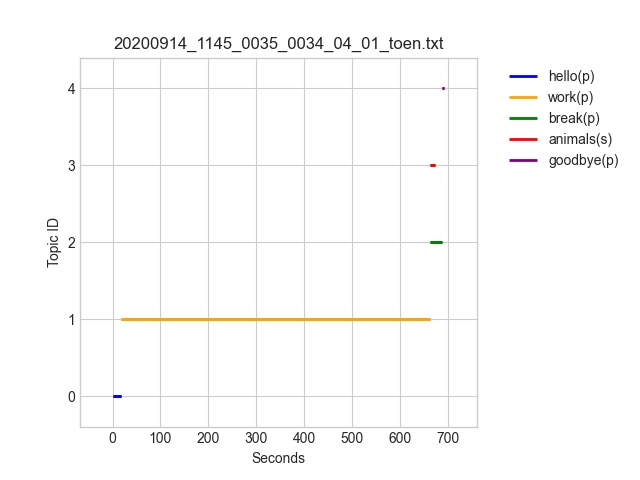 20200914_1145_0035_0034_04_01_toen.txt
hello(p)
work(p)
break(p)
animals(s)
goodbye(p)
Topic ID
4
3
2
1
0
0 100 200 300 400 500 600 700
Seconds